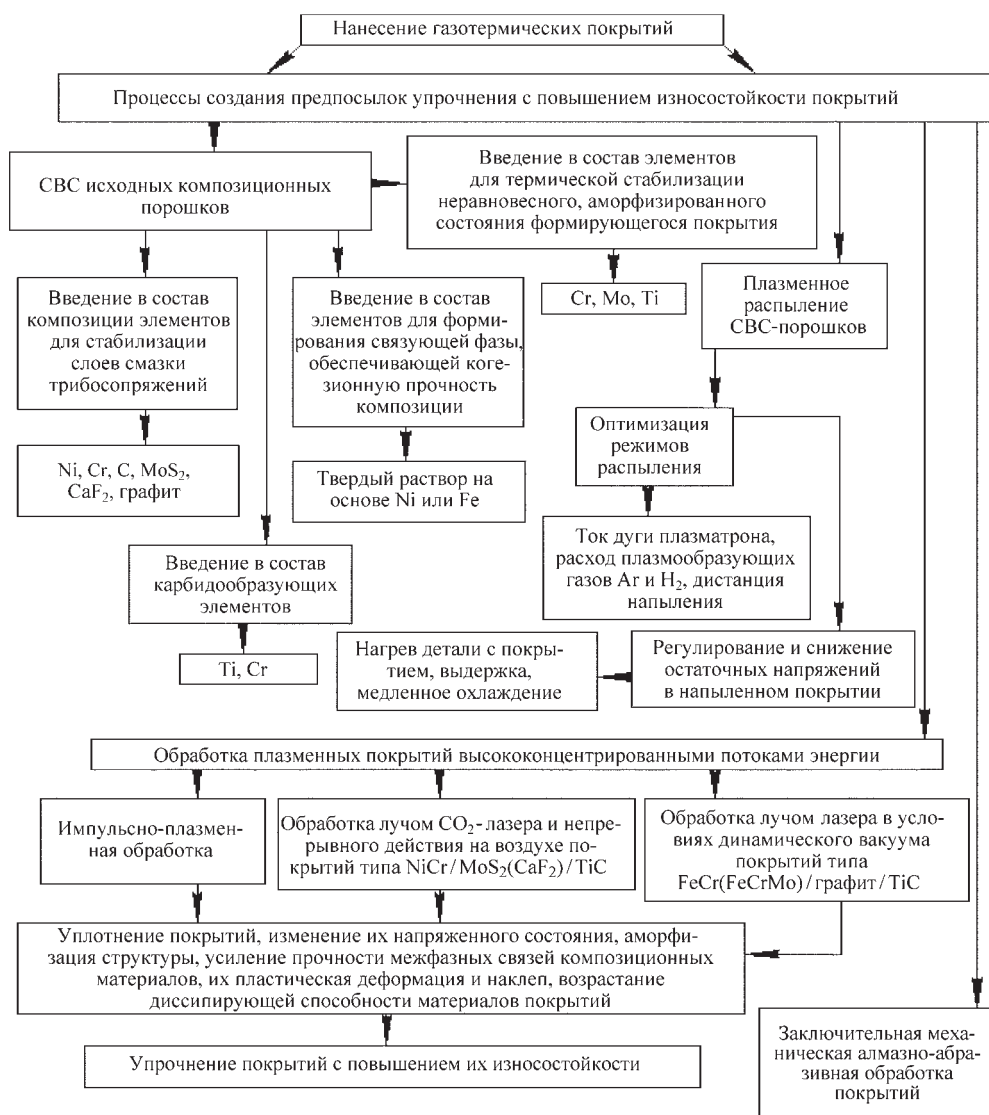 Нанесение газотермических покрытий
Процессы создания предпосылок упрочнения с повышением износостойкости покрытий
СВС исходных композиционных
порошков
Введение в состав элементов
для термической стабилизации
неравновесного, аморфизированного
состояния формирующегося покрытия
Cr, Mo, Ti
Плазменное
распыление
СВС-порошков
Введение в состав
композиции элементов
для стабилизации
слоев смазки
трибосопряжений
Введение в состав
элементов для форми-
рования связующей фазы,
обеспечивающей коге-
зионную прочность
композиции
Оптимизация
режимов
распыления
Ni, Cr, C, MoS₂,
CaF₂, графит
Твердый раствор на
основе Ni или Fe
Ток дуги плазматрона,
расход плазмообразующих
газов Ar и H₂, дистанция
напыления
Введение в состав
карбидообразующих
элементов
Ti, Cr
Нагрев детали с покры-
тием, выдержка,
медленное охлаждение
Регулирование и снижение
остаточных напряжений
в напыленном покрытии
Обработка плазменных покрытий высококонцентрированными потоками энергии
Импульсно-плазмен-
ная обработка
Обработка лучом CO₂-лазера и непре-
рывного действия на воздухе по-
крытий типа NiCr/MoS₂(CaF₂)/TiC
Обработка лучом лазера в усло-
виях динамического вакуума
покрытий типа
FeCr(FeCrMo)/графит/TiC
Уплотнение покрытий, изменение их напряженного состояния, аморфи-
зация структуры, усиление прочности межфазных связей композиционных
материалов, их пластическая деформация и наклеп, возрастание
диссипирующей способности материалов покрытий
Упрочнение покрытий с повышением их износостойкости
Заключительная меха-
ническая алмазно-абра-
зивная обработка
покрытий